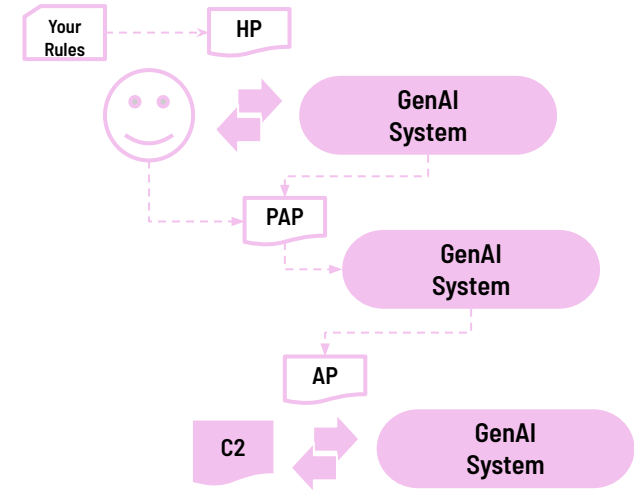 Your
Rules
HP
GenAI
System
PAP
GenAI
System
AP
C2
GenAI
System